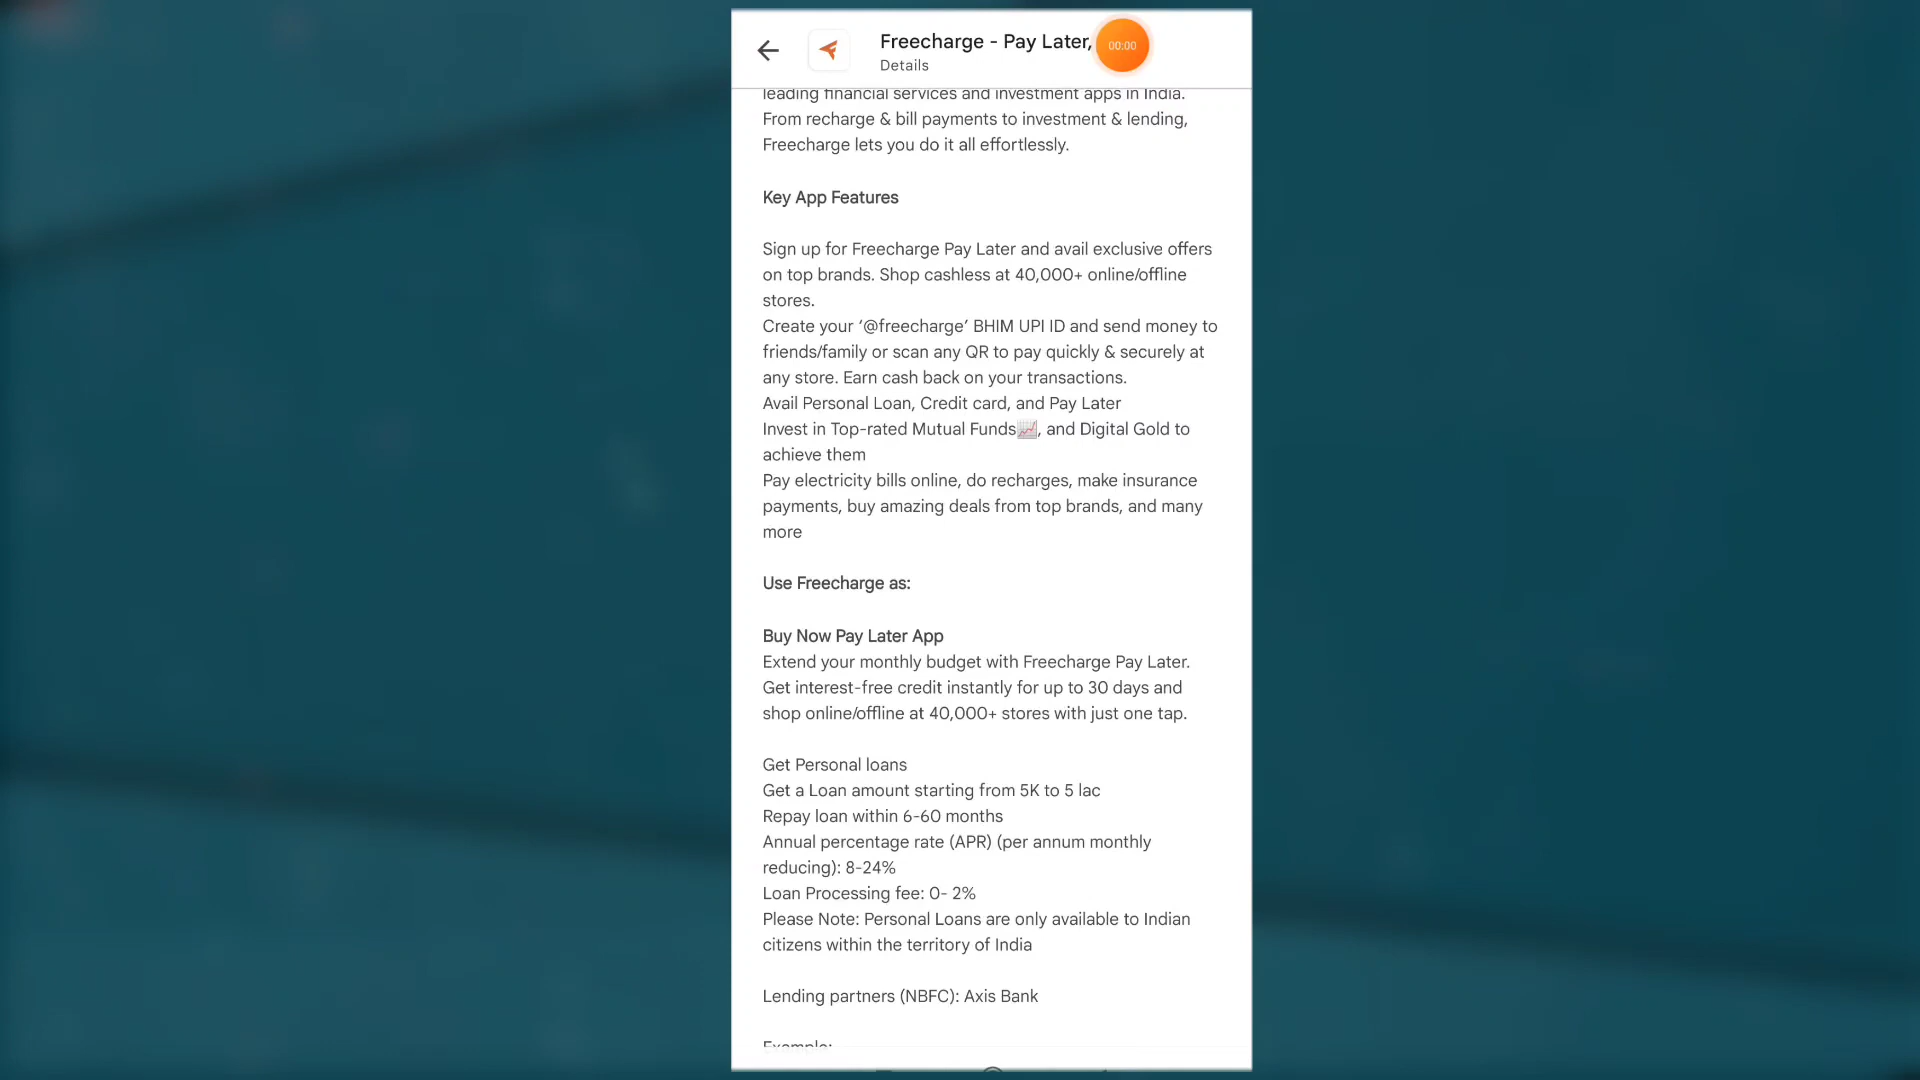 Freecharge - Pay Later,
00:00
Details
leading financial services and investment apps in India.
From recharge & bill payments to investment & lending,
Freecharge lets you do it all effortlessly.
Key App Features
Sign up for Freecharge Pay Later and avail exclusive offers
on top brands. Shop cashless at 40,000+ online/offline
stores.
Create your ‘@freecharge’ BHIM UPI ID and send money to
friends/family or scan any QR to pay quickly & securely at
any store. Earn cash back on your transactions.
Avail Personal Loan, Credit card, and Pay Later
Invest in Top-rated Mutual Funds📈, and Digital Gold to
achieve them
Pay electricity bills online, do recharges, make insurance
payments, buy amazing deals from top brands, and many
more
Use Freecharge as:
Buy Now Pay Later App
Extend your monthly budget with Freecharge Pay Later.
Get interest-free credit instantly for up to 30 days and
shop online/offline at 40,000+ stores with just one tap.
Get Personal loans
Get a Loan amount starting from 5K to 5 lac
Repay loan within 6-60 months
Annual percentage rate (APR) (per annum monthly
reducing): 8-24%
Loan Processing fee: 0- 2%
Please Note: Personal Loans are only available to Indian
citizens within the territory of India
Lending partners (NBFC): Axis Bank
Example: